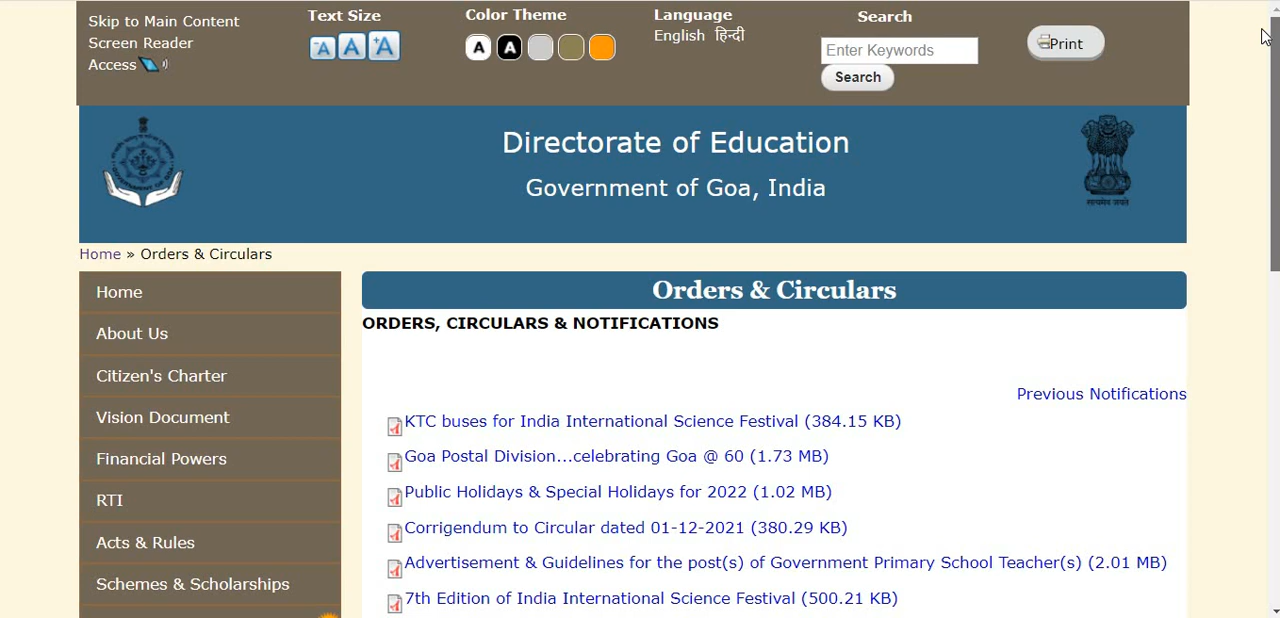 Skip to Main Content
Screen Reader
Access
Text Size
-A A +A
Color Theme
A A
Language
English हिन्दी
Search
Enter Keywords
Search
Print
Directorate of Education
Government of Goa, India
सत्यमेव जयते
Home » Orders & Circulars
Home
About Us
Citizen's Charter
Vision Document
Financial Powers
RTI
Acts & Rules
Schemes & Scholarships
Orders & Circulars
ORDERS, CIRCULARS & NOTIFICATIONS
Previous Notifications
KTC buses for India International Science Festival (384.15 KB)
Goa Postal Division...celebrating Goa @ 60 (1.73 MB)
Public Holidays & Special Holidays for 2022 (1.02 MB)
Corrigendum to Circular dated 01-12-2021 (380.29 KB)
Advertisement & Guidelines for the post(s) of Government Primary School Teacher(s) (2.01 MB)
7th Edition of India International Science Festival (500.21 KB)